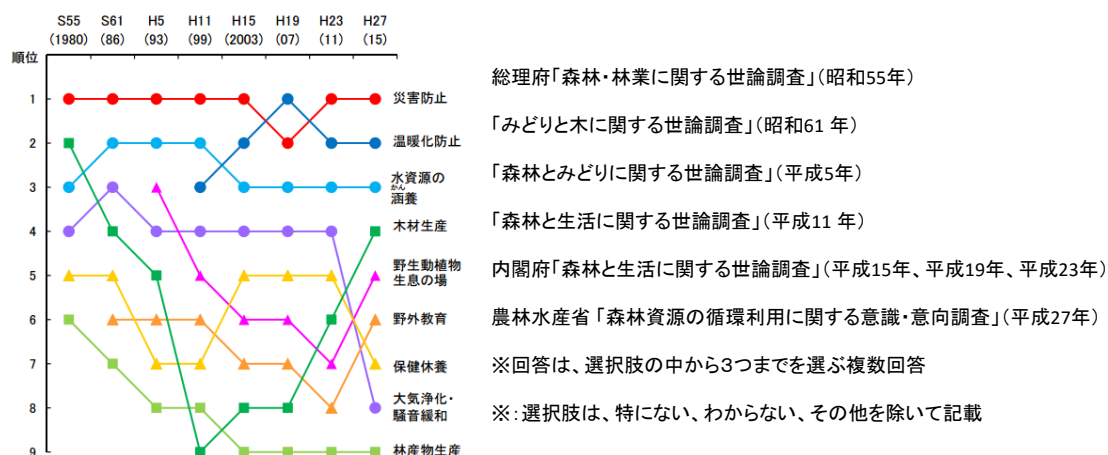 S55 S61 H5 H11 H15 H19 H23 H27
(1980) (86) (93) (99) (2003) (07) (11) (15)
順位
1
2
3
4
5
6
7
8
9
災害防止
温暖化防止
水資源の
かん
涵養
木材生産
野生動植物
生息の場
野外教育
保健休養
大気浄化・
騒音緩和
林産物生産
総理府「森林・林業に関する世論調査」(昭和55年)
「みどりと木に関する世論調査」(昭和61 年)
「森林とみどりに関する世論調査」(平成5年)
「森林と生活に関する世論調査」(平成11 年)
内閣府「森林と生活に関する世論調査」(平成15年、平成19年、平成23年)
農林水産省 「森林資源の循環利用に関する意識・意向調査」(平成27年)
※回答は、選択肢の中から3つまでを選ぶ複数回答
※:選択肢は、特にない、わからない、その他を除いて記載